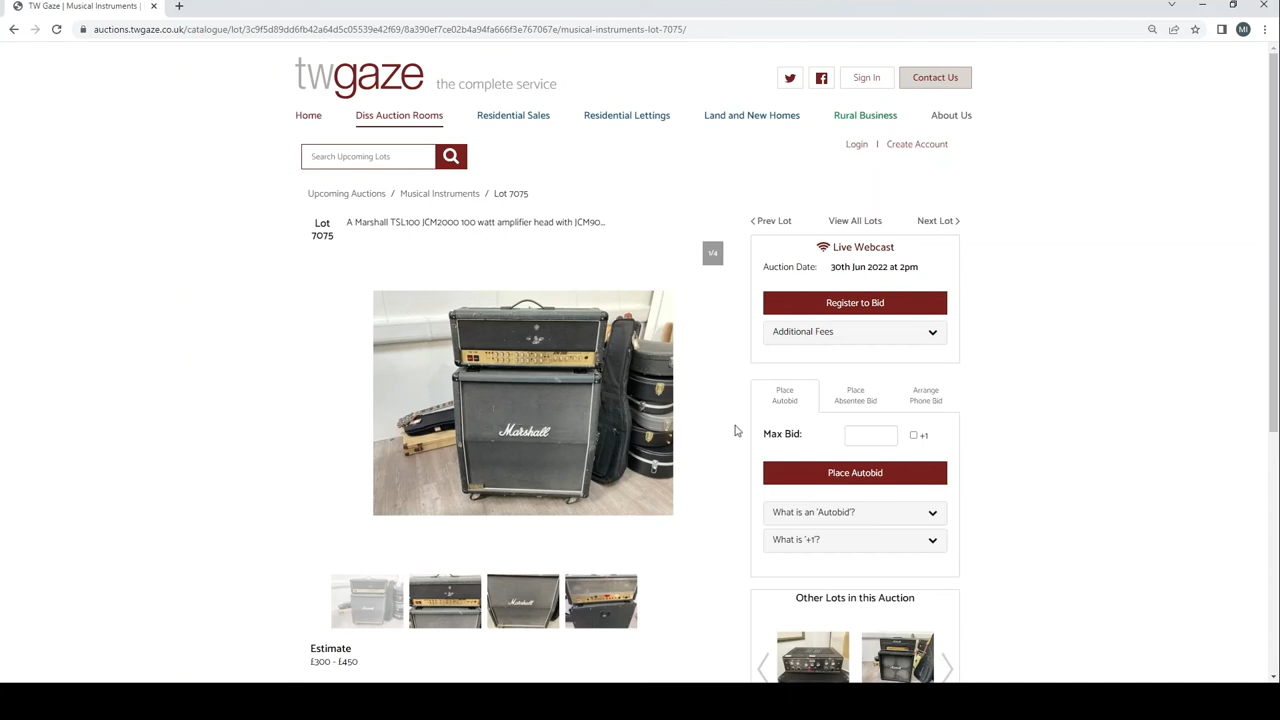 TW Gaze | Musical Instruments |
auctions.twgaze.co.uk/catalogue/lot/3c9f5d89dd6fb42a64d5c05539e42f69/8a390ef7ce02b4a94fa666f3e767067e/musical-instruments-lot-7075/
MI
twgaze the complete service
Sign In
Contact Us
Home
Diss Auction Rooms
Residential Sales
Residential Lettings
Land and New Homes
Rural Business
About Us
Login | Create Account
Search Upcoming Lots
Upcoming Auctions / Musical Instruments / Lot 7075
Lot
7075
A Marshall TSL100 JCM2000 100 watt amplifier head with JCM90...
Prev Lot
View All Lots
Next Lot
1/4
Live Webcast
Auction Date: 30th Jun 2022 at 2pm
Register to Bid
Additional Fees
Place
Autobid
Place
Absentee Bid
Arrange
Phone Bid
Max Bid:
+1
Place Autobid
What is an 'Autobid'?
What is '+1'?
Marshall
Marshall
Other Lots in this Auction
Estimate
£300 - £450